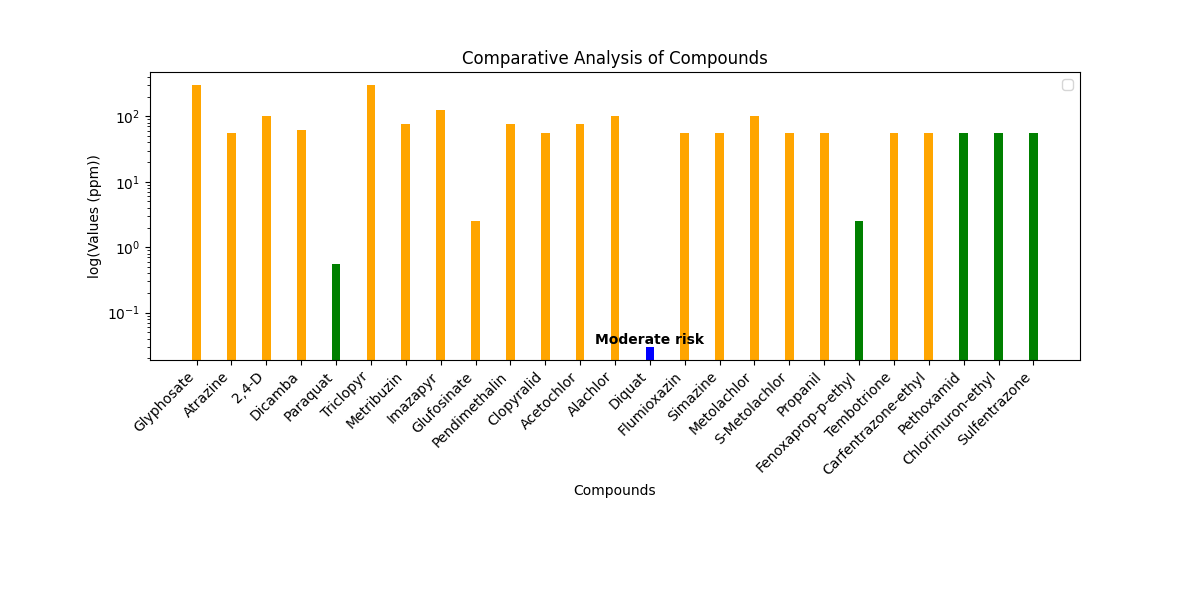 Comparative Analysis of Compounds
log(Values (ppm))
10²
10¹
10⁰
10⁻¹
Moderate risk
Glyphosate
Atrazine
2,4-D
Dicamba
Paraquat
Triclopyr
Metribuzin
Imazapyr
Glufosinate
Pendimethalin
Clopyralid
Acetochlor
Alachlor
Diquat
Flumioxazin
Simazine
Metolachlor
S-Metolachlor
Propanil
Fenoxaprop-p-ethyl
Tembotrione
Carfentrazone-ethyl
Pethoxamid
Chlorimuron-ethyl
Sulfentrazone
Compounds